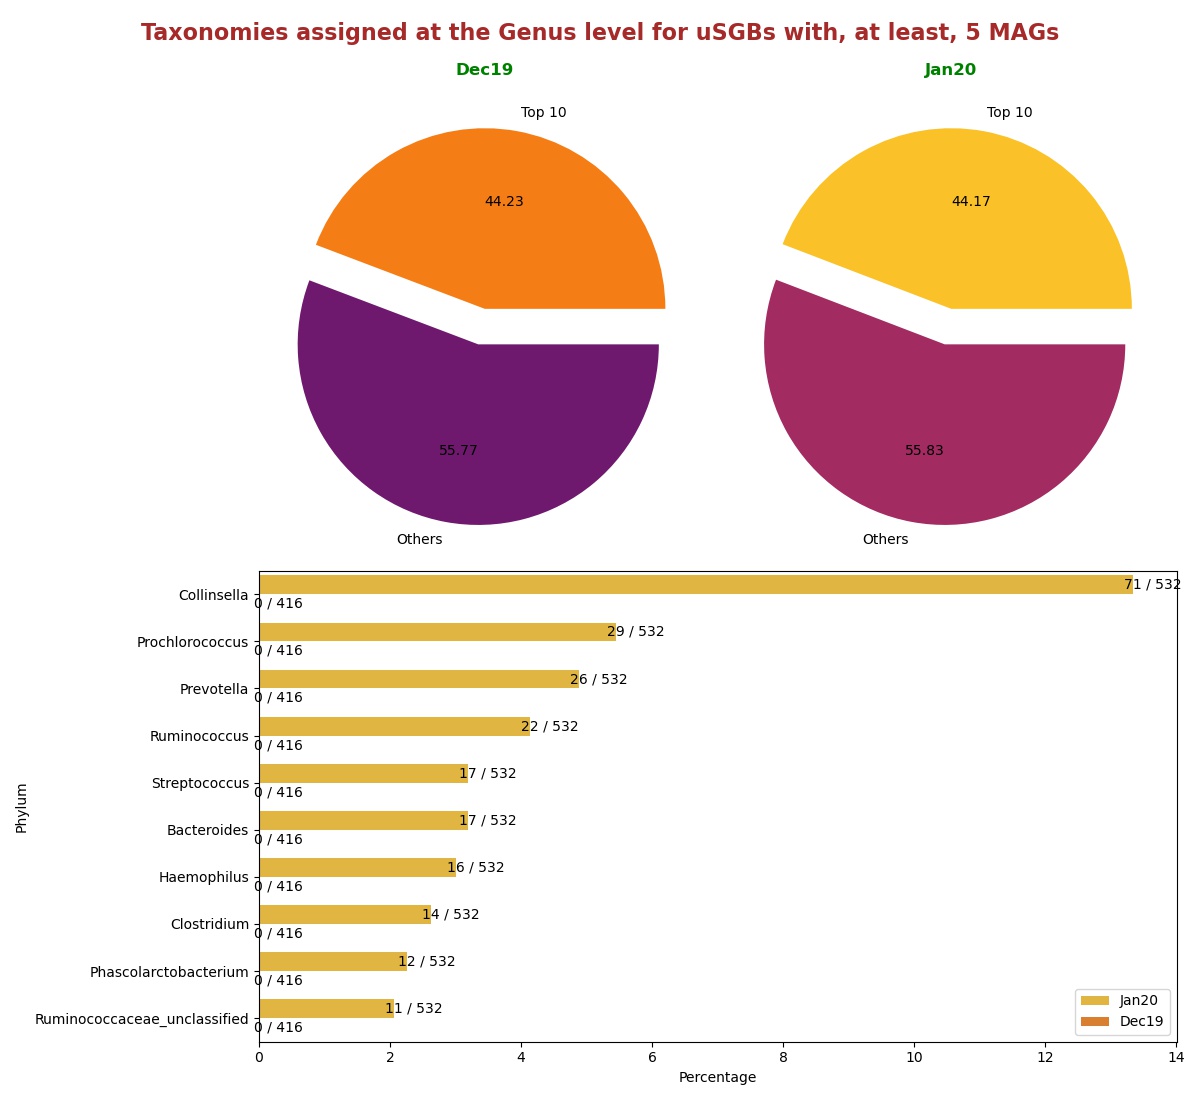 Taxonomies assigned at the Genus level for uSGBs with, at least, 5 MAGs
Dec19
Jan20
Top 10
Top 10
44.23
44.17
55.77
55.83
Others
Others
Collinsella
71 / 532
0 / 416
Prochlorococcus
29 / 532
0 / 416
Prevotella
26 / 532
0 / 416
Ruminococcus
22 / 532
0 / 416
Streptococcus
17 / 532
0 / 416
Bacteroides
17 / 532
0 / 416
Haemophilus
16 / 532
0 / 416
Clostridium
14 / 532
0 / 416
Phascolarctobacterium
12 / 532
0 / 416
Ruminococcaceae_unclassified
11 / 532
0 / 416
Phylum
Jan20
Dec19
0 2 4 6 8 10 12 14
Percentage